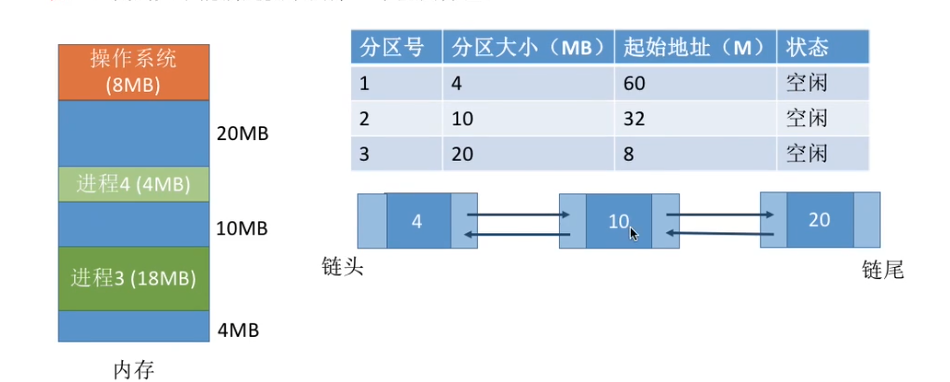 操作系统
(8MB)
20MB
进程4 (4MB)
10MB
进程3 (18MB)
4MB
内存
分区号 分区大小（MB） 起始地址（M） 状态
1 4 60 空闲
2 10 32 空闲
3 20 8 空闲
4 10 20
链头 链尾